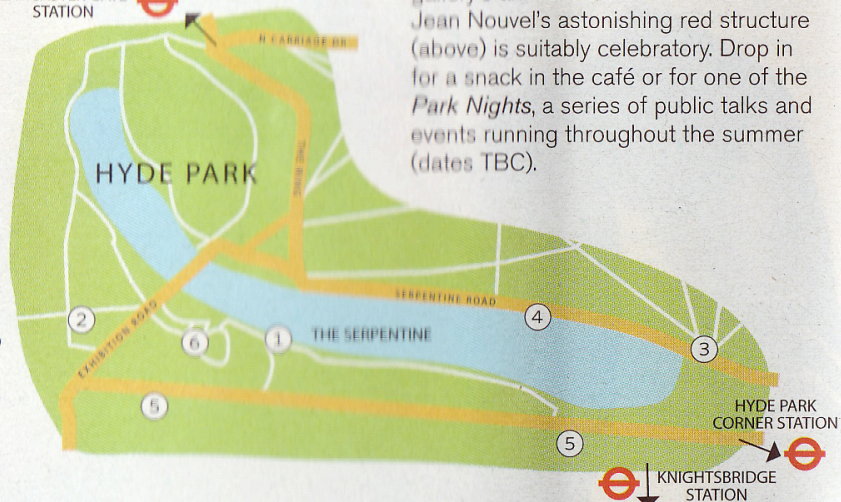 STATION
Jean Nouvel's astonishing red structure
(above) is suitably celebratory. Drop in
for a snack in the café or for one of the
Park Nights, a series of public talks and
events running throughout the summer
(dates TBC).
N CARRIAGE DR
HYDE PARK
THE RING
SERPENTINE ROAD
EXHIBITION ROAD
THE SERPENTINE
2
6
1
4
3
5
5
HYDE PARK
CORNER STATION
KNIGHTSBRIDGE
STATION